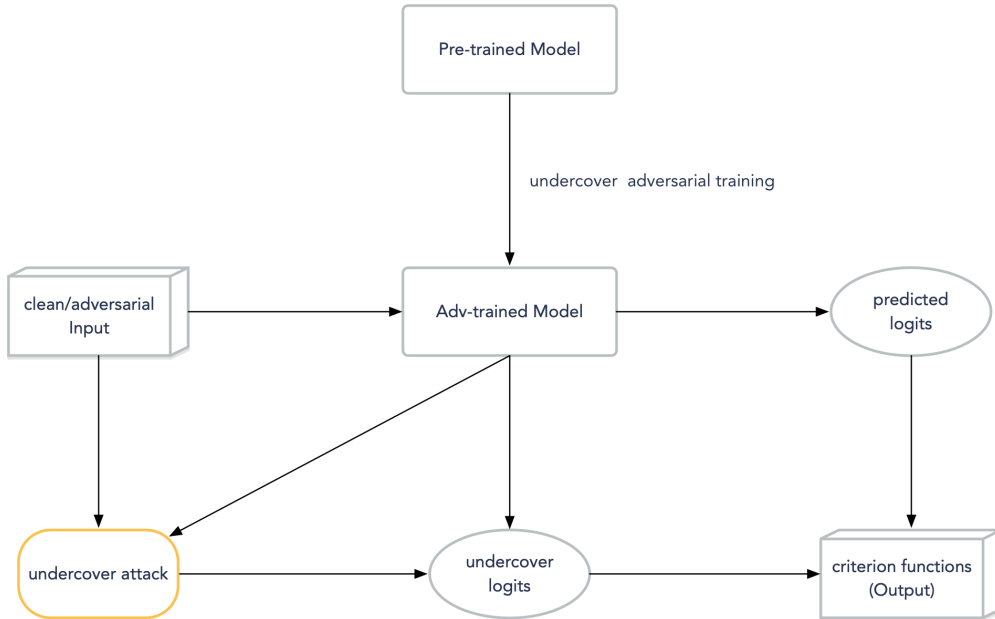 Pre-trained Model
undercover adversarial training
clean/adversarial
Input
Adv-trained Model
predicted
logits
undercover attack
undercover
logits
criterion functions
(Output)